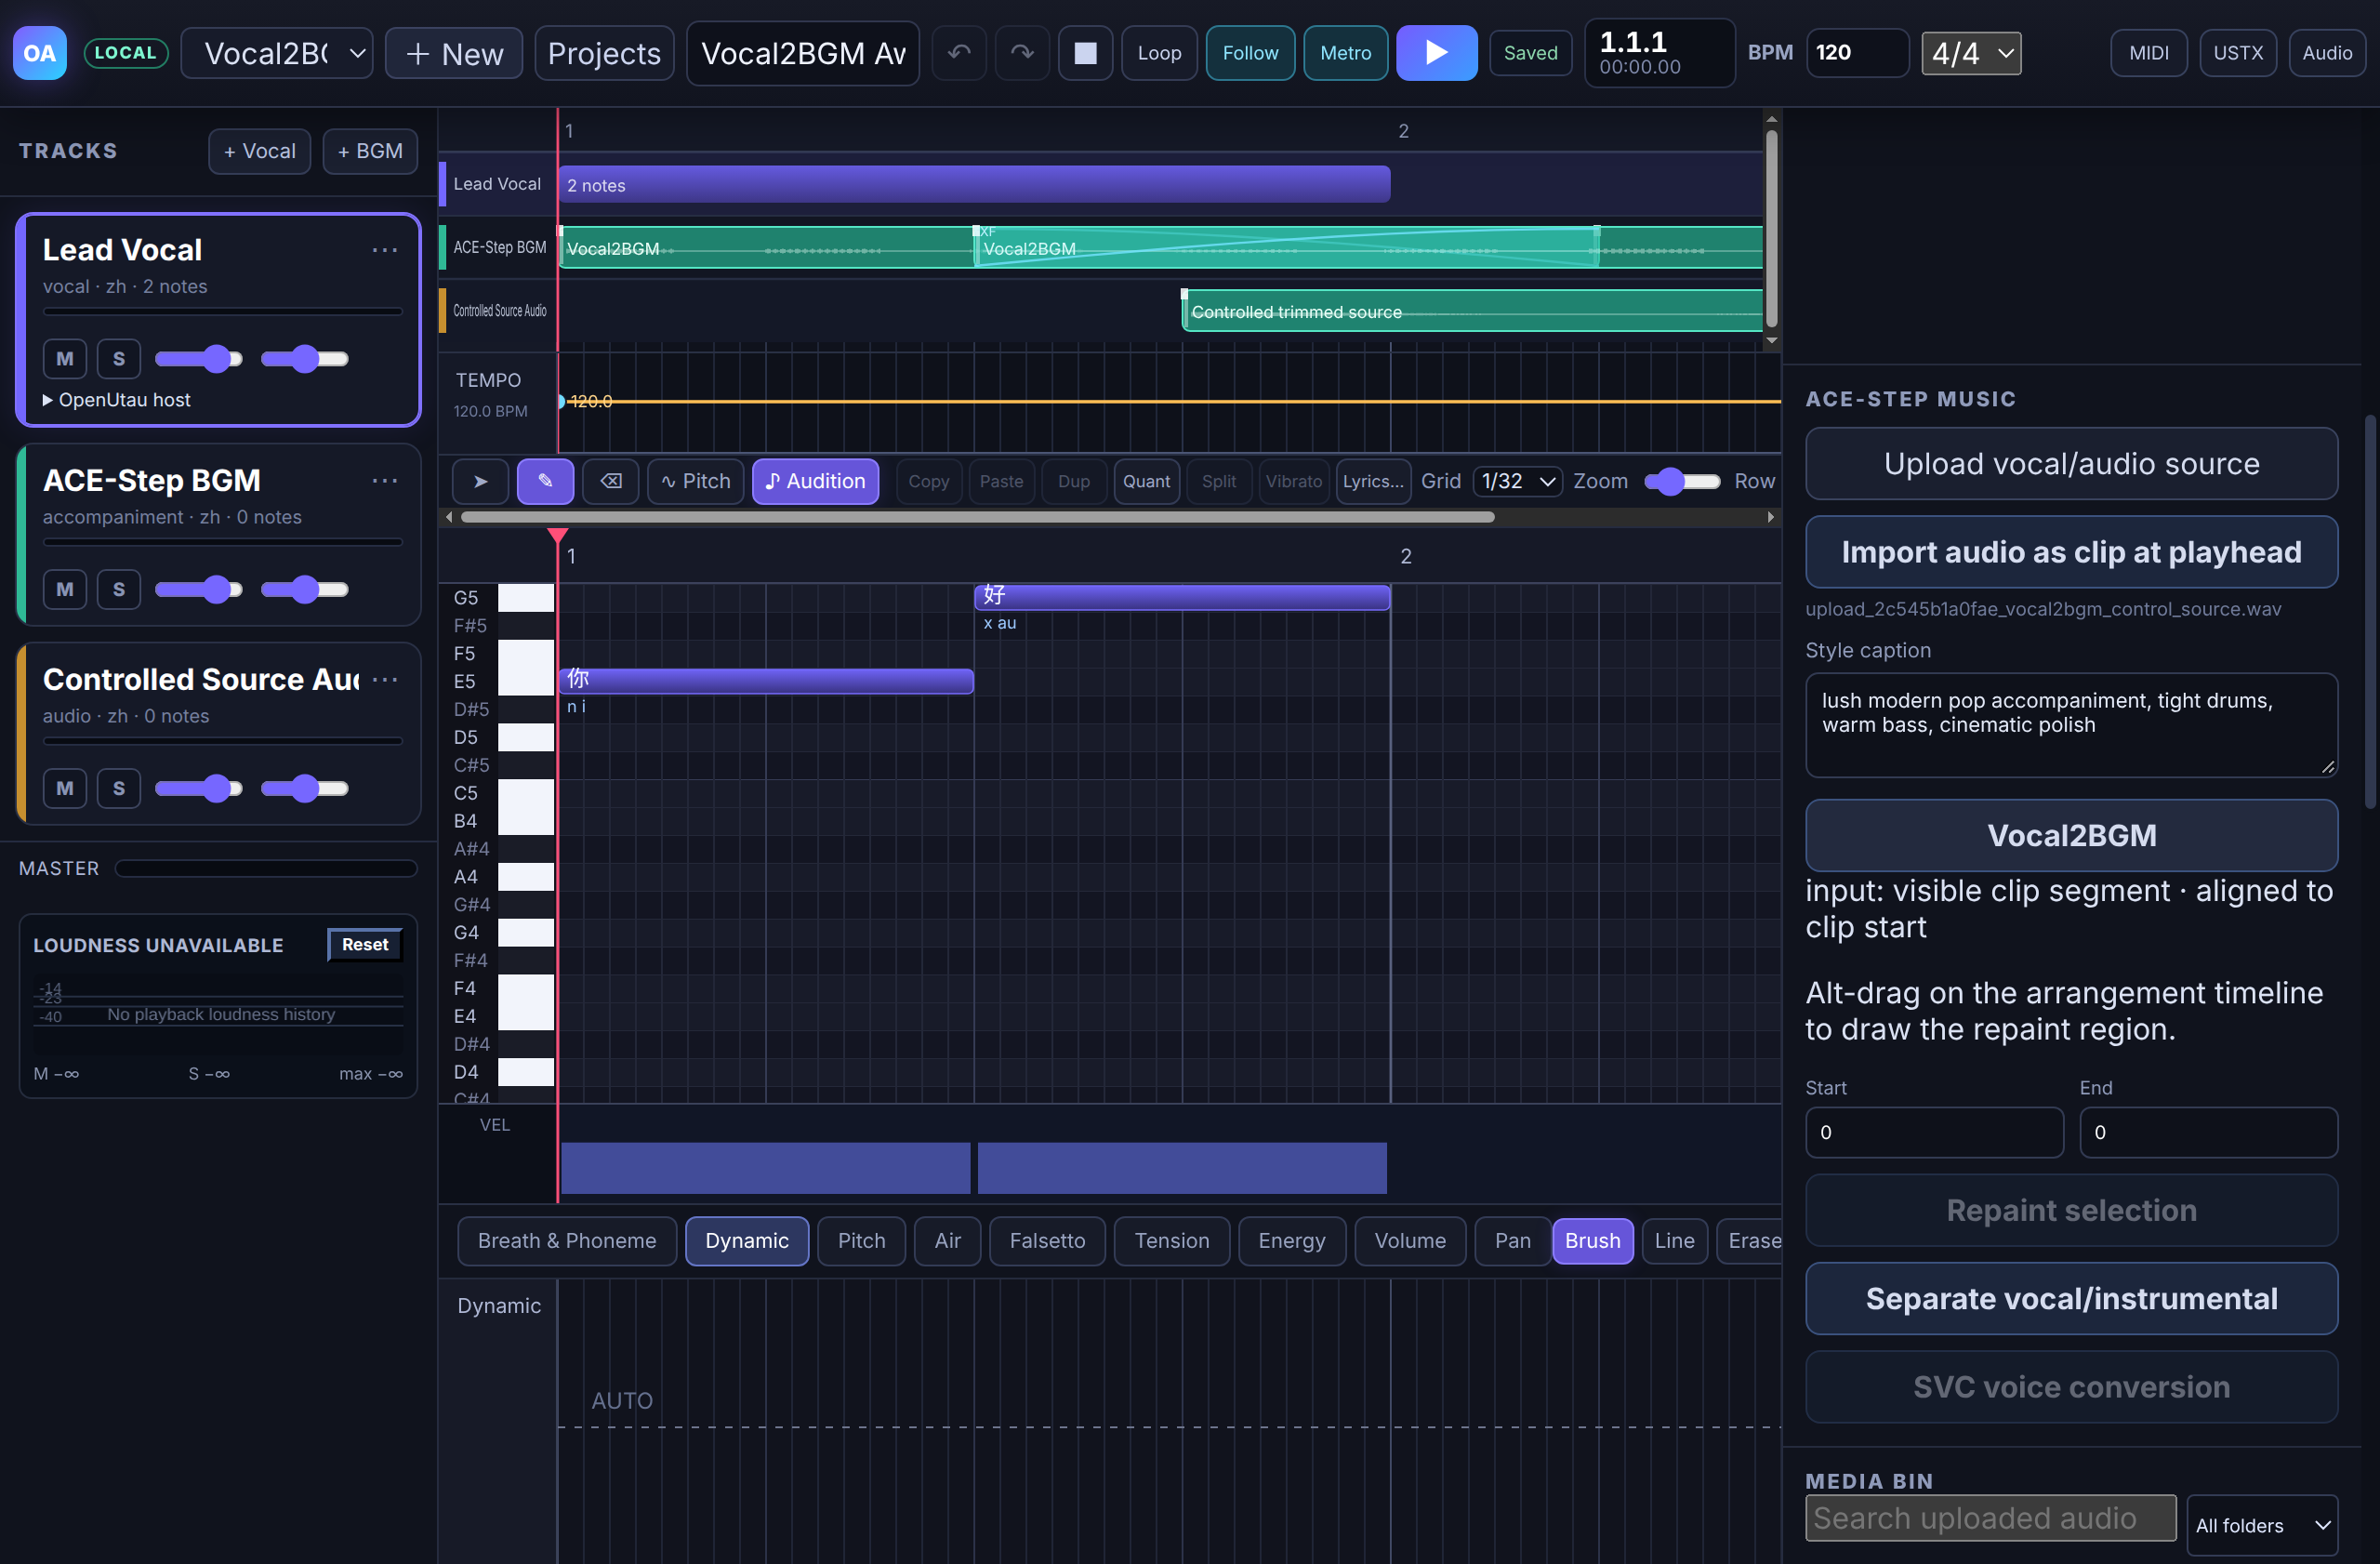 OA LOCAL Vocal2BG + New Projects Vocal2BGM Aw Loop Follow Metro Saved 1.1.1 BPM 120 4/4 MIDI USTX Audio
00:00.00
TRACKS + Vocal + BGM
Lead Vocal
vocal · zh · 2 notes
M S
OpenUtau host
ACE-Step BGM
accompaniment · zh · 0 notes
M S
Controlled Source Aud
audio · zh · 0 notes
M S
MASTER
LOUDNESS UNAVAILABLE Reset
-14
-23
-40 No playback loudness history
M −∞ S −∞ max −∞
1 2
Lead Vocal 2 notes
ACE-Step BGM Vocal2BGM XF Vocal2BGM
Controlled Source Audio Controlled trimmed source
TEMPO
120.0 BPM 120.0
Pitch Audition Copy Paste Dup Quant Split Vibrato Lyrics... Grid 1/32 Zoom Row
1 2
G5 好
F#5 x au
F5
E5 你
D#5 n i
D5
C#5
C5
B4
A#4
A4
G#4
G4
F#4
F4
E4
D#4
D4
C#4
VEL
Breath & Phoneme Dynamic Pitch Air Falsetto Tension Energy Volume Pan Brush Line Erase
Dynamic
AUTO
ACE-STEP MUSIC
Upload vocal/audio source
Import audio as clip at playhead
upload_2c545b1a0fae_vocal2bgm_control_source.wav
Style caption
lush modern pop accompaniment, tight drums,
warm bass, cinematic polish
Vocal2BGM
input: visible clip segment · aligned to
clip start
Alt-drag on the arrangement timeline
to draw the repaint region.
Start End
0 0
Repaint selection
Separate vocal/instrumental
SVC voice conversion
MEDIA BIN
Search uploaded audio All folders